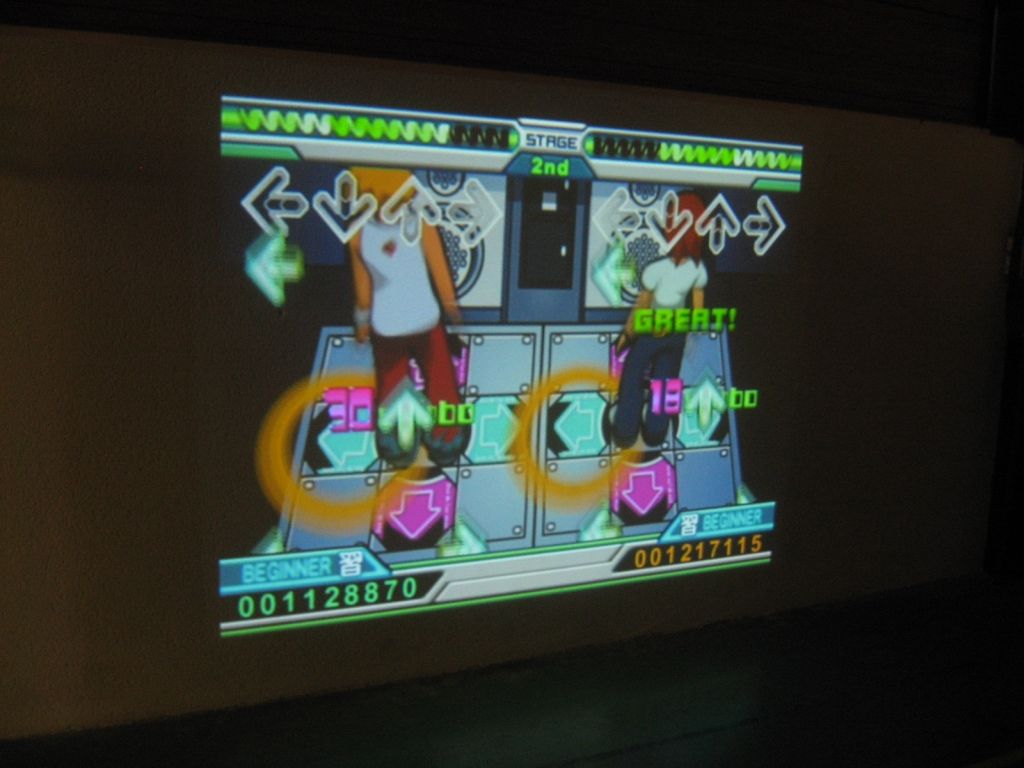 STAGE
2nd
GREAT!
30
18
BEGINNER 習
習 BEGINNER
001128870
001217115